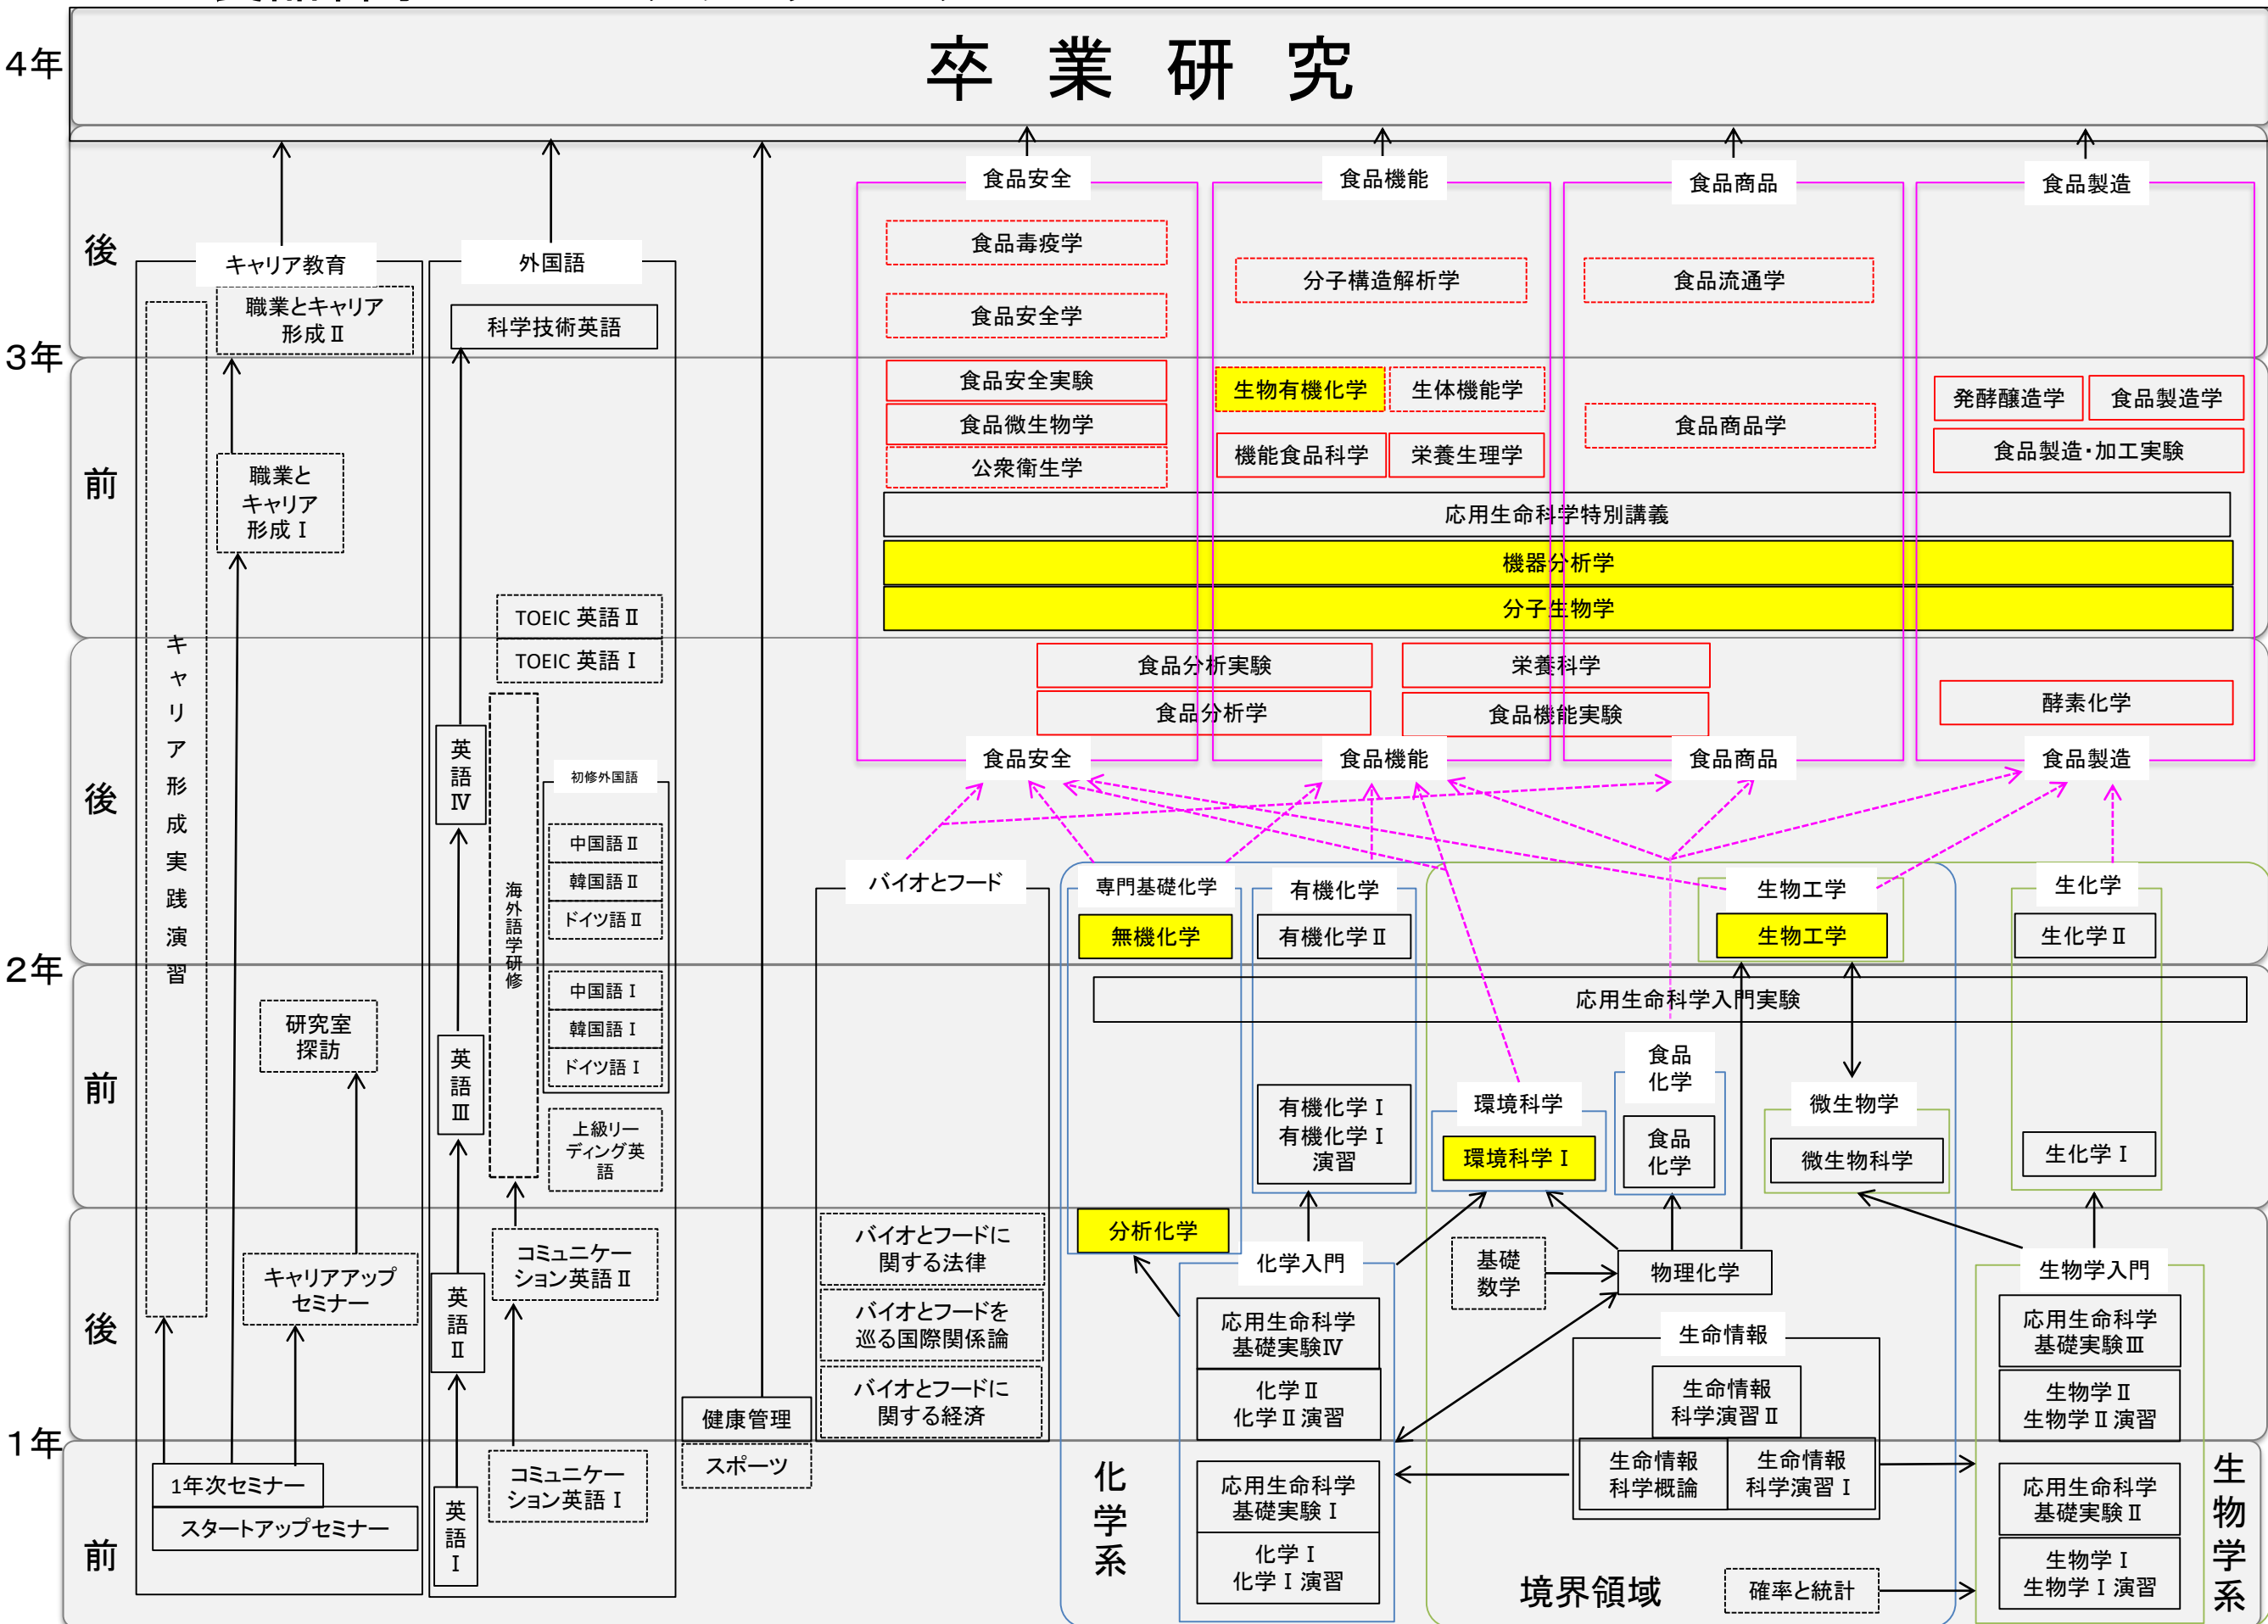 4年
卒 業 研 究
3年
後
キャリア教育
職業とキャリア
形成Ⅱ
外国語
科学技術英語
食品安全
食品毒疫学
食品安全学
食品機能
分子構造解析学
食品商品
食品流通学
食品製造
前
職業と
キャリア
形成Ⅰ
食品安全実験
食品微生物学
公衆衛生学
生物有機化学
生体機能学
機能食品科学
栄養生理学
食品商品学
発酵醸造学
食品製造学
食品製造・加工実験
応用生命科学特別講義
機器分析学
分子生物学
TOEIC 英語Ⅱ
TOEIC 英語Ⅰ
キャリア形成実践演習
2年
後
英語Ⅳ
海外語学研修
初修外国語
中国語Ⅱ
韓国語Ⅱ
ドイツ語Ⅱ
食品分析実験
食品分析学
栄養科学
食品機能実験
酵素化学
食品安全
食品機能
食品商品
食品製造
バイオとフード
専門基礎化学
無機化学
有機化学
有機化学Ⅱ
生物工学
生物工学
生化学
生化学Ⅱ
前
研究室
探訪
英語Ⅲ
中国語Ⅰ
韓国語Ⅰ
ドイツ語Ⅰ
上級リー
ディング英
語
応用生命科学入門実験
有機化学Ⅰ
有機化学Ⅰ
演習
環境科学
環境科学Ⅰ
食品
化学
食品
化学
微生物学
微生物科学
生化学Ⅰ
1年
後
キャリアアップ
セミナー
英語Ⅱ
コミュニケー
ション英語Ⅱ
健康管理
バイオとフードに
関する法律
バイオとフードを
巡る国際関係論
バイオとフードに
関する経済
分析化学
化学入門
応用生命科学
基礎実験Ⅳ
化学Ⅱ
化学Ⅱ演習
基礎
数学
物理化学
生命情報
生命情報
科学演習Ⅱ
生物学入門
応用生命科学
基礎実験Ⅲ
生物学Ⅱ
生物学Ⅱ演習
前
1年次セミナー
スタートアップセミナー
英語Ⅰ
コミュニケー
ション英語Ⅰ
スポーツ
化学系
応用生命科学
基礎実験Ⅰ
化学Ⅰ
化学Ⅰ演習
生命情報
科学概論
生命情報
科学演習Ⅰ
境界領域
確率と統計
応用生命科学
基礎実験Ⅱ
生物学Ⅰ
生物学Ⅰ演習
生物学系